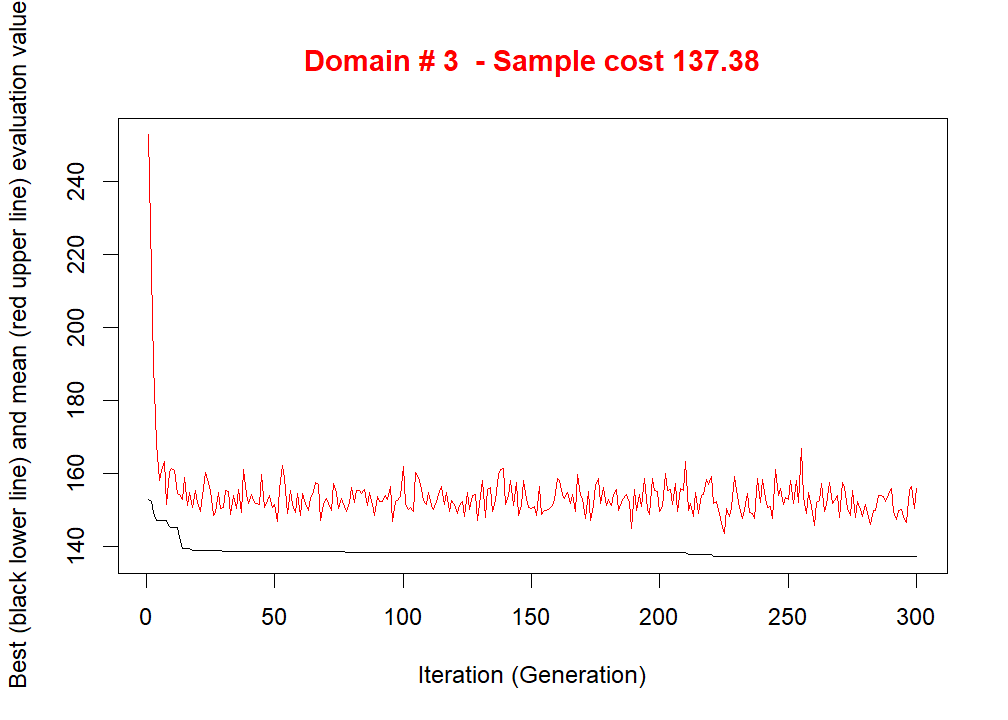 Domain # 3  - Sample cost 137.38
Best (black lower line) and mean (red upper line) evaluation value
240
220
200
180
160
140
0 50 100 150 200 250 300
Iteration (Generation)